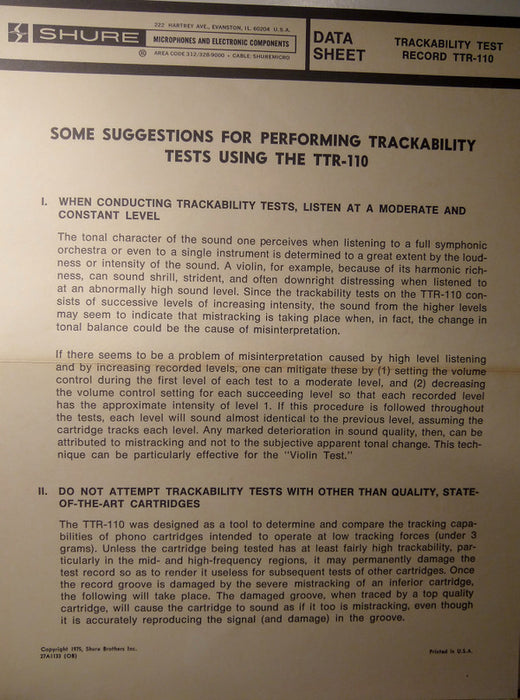 SHURE
222 HARTREY AVE., EVANSTON, IL 60204 U.S.A.
MICROPHONES AND ELECTRONIC COMPONENTS
® AREA CODE 312/328-9000 • CABLE: SHUREMICRO
DATA
SHEET
TRACKABILITY TEST
RECORD TTR-110
SOME SUGGESTIONS FOR PERFORMING TRACKABILITY
TESTS USING THE TTR-110
I. WHEN CONDUCTING TRACKABILITY TESTS, LISTEN AT A MODERATE AND
CONSTANT LEVEL
The tonal character of the sound one perceives when listening to a full symphonic
orchestra or even to a single instrument is determined to a great extent by the loud-
ness or intensity of the sound. A violin, for example, because of its harmonic rich-
ness, can sound shrill, strident, and often downright distressing when listened to
at an abnormally high sound level. Since the trackability tests on the TTR-110 con-
sists of successive levels of increasing intensity, the sound from the higher levels
may seem to indicate that mistracking is taking place when, in fact, the change in
tonal balance could be the cause of misinterpretation.
If there seems to be a problem of misinterpretation caused by high level listening
and by increasing recorded levels, one can mitigate these by (1) setting the volume
control during the first level of each test to a moderate level, and (2) decreasing
the volume control setting for each succeeding level so that each recorded level
has the approximate intensity of level 1. If this procedure is followed throughout
the tests, each level will sound almost identical to the previous level, assuming the
cartridge tracks each level. Any marked deterioration in sound quality, then, can be
attributed to mistracking and not to the subjective apparent tonal change. This tech-
nique can be particularly effective for the "Violin Test."
II. DO NOT ATTEMPT TRACKABILITY TESTS WITH OTHER THAN QUALITY, STATE-
OF-THE-ART CARTRIDGES
The TTR-110 was designed as a tool to determine and compare the tracking capa-
bilities of phono cartridges intended to operate at low tracking forces (under 3
grams). Unless the cartridge being tested has at least fairly high trackability, par-
ticularly in the mid- and high-frequency regions, it may permanently damage the
test record so as to render it useless for subsequent tests of other cartridges. Once
the record groove is damaged by the severe mistracking of an inferior cartridge,
the following will take place. The damaged groove, when traced by a top quality
cartridge, will cause the cartridge to sound as if it too is mistracking, even though
it is accurately reproducing the signal (and damage) in the groove.
Copyright 1975, Shure Brothers Inc.
27A1133 (OB)
Printed in U.S.A.